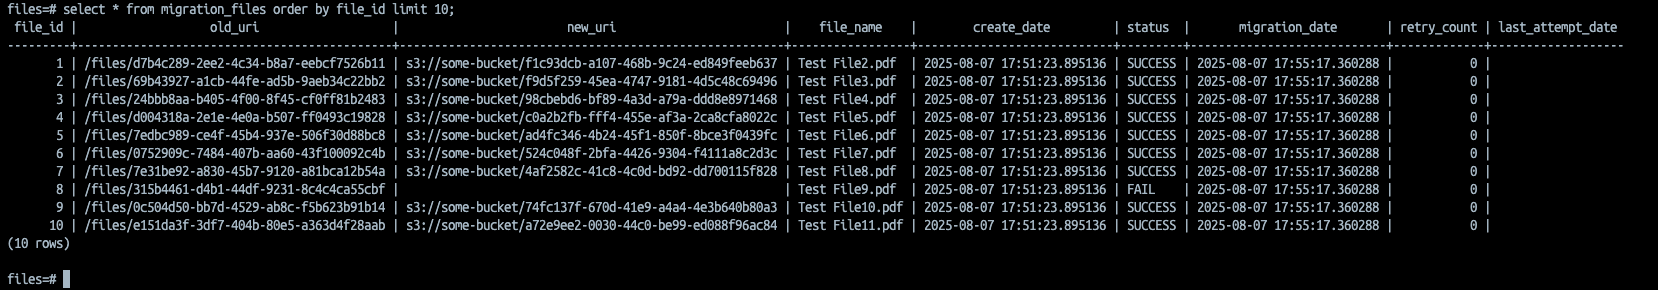 files=# select * from migration_files order by file_id limit 10;
 file_id |                 old_uri                 |                     new_uri                      |    file_name    |        create_date         | status  |       migration_date       | retry_count | last_attempt_date
---------+-----------------------------------------+--------------------------------------------------+-----------------+----------------------------+---------+----------------------------+-------------+-------------------
       1 | /files/d7b4c289-2ee2-4c34-b8a7-eebcf7526b11 | s3://some-bucket/f1c93dcb-a107-468b-9c24-ed849feeb637 | Test File2.pdf  | 2025-08-07 17:51:23.895136 | SUCCESS | 2025-08-07 17:55:17.360288 |           0 |
       2 | /files/69b43927-a1cb-44fe-ad5b-9aeb34c22bb2 | s3://some-bucket/f9d5f259-45ea-4747-9181-4d5c48c69496 | Test File3.pdf  | 2025-08-07 17:51:23.895136 | SUCCESS | 2025-08-07 17:55:17.360288 |           0 |
       3 | /files/24bbb8aa-b405-4f00-8f45-cf0ff81b2483 | s3://some-bucket/98cbebd6-bf89-4a3d-a79a-ddd8e8971468 | Test File4.pdf  | 2025-08-07 17:51:23.895136 | SUCCESS | 2025-08-07 17:55:17.360288 |           0 |
       4 | /files/d004318a-2e1e-4e0a-b507-ff0493c19828 | s3://some-bucket/c0a2b2fb-fff4-455e-af3a-2ca8cfa8022c | Test File5.pdf  | 2025-08-07 17:51:23.895136 | SUCCESS | 2025-08-07 17:55:17.360288 |           0 |
       5 | /files/7edbc989-ce4f-45b4-937e-506f30d88bc8 | s3://some-bucket/ad4fc346-4b24-45f1-850f-8bce3f0439fc | Test File6.pdf  | 2025-08-07 17:51:23.895136 | SUCCESS | 2025-08-07 17:55:17.360288 |           0 |
       6 | /files/0752909c-7484-407b-aa60-43f100092c4b | s3://some-bucket/524c048f-2bfa-4426-9304-f4111a8c2d3c | Test File7.pdf  | 2025-08-07 17:51:23.895136 | SUCCESS | 2025-08-07 17:55:17.360288 |           0 |
       7 | /files/7e31be92-a830-45b7-9120-a81bca12b54a | s3://some-bucket/4af2582c-41c8-4c0d-bd92-dd700115f828 | Test File8.pdf  | 2025-08-07 17:51:23.895136 | SUCCESS | 2025-08-07 17:55:17.360288 |           0 |
       8 | /files/315b4461-d4b1-44df-9231-8c4c4ca55cbf |                                                       | Test File9.pdf  | 2025-08-07 17:51:23.895136 | FAIL    | 2025-08-07 17:55:17.360288 |           0 |
       9 | /files/0c504d50-bb7d-4529-ab8c-f5b623b91b14 | s3://some-bucket/74fc137f-670d-41e9-a4a4-4e3b640b80a3 | Test File10.pdf | 2025-08-07 17:51:23.895136 | SUCCESS | 2025-08-07 17:55:17.360288 |           0 |
      10 | /files/e151da3f-3df7-404b-80e5-a363d4f28aab | s3://some-bucket/a72e9ee2-0030-44c0-be99-ed088f96ac84 | Test File11.pdf | 2025-08-07 17:51:23.895136 | SUCCESS | 2025-08-07 17:55:17.360288 |           0 |
(10 rows)
files=#